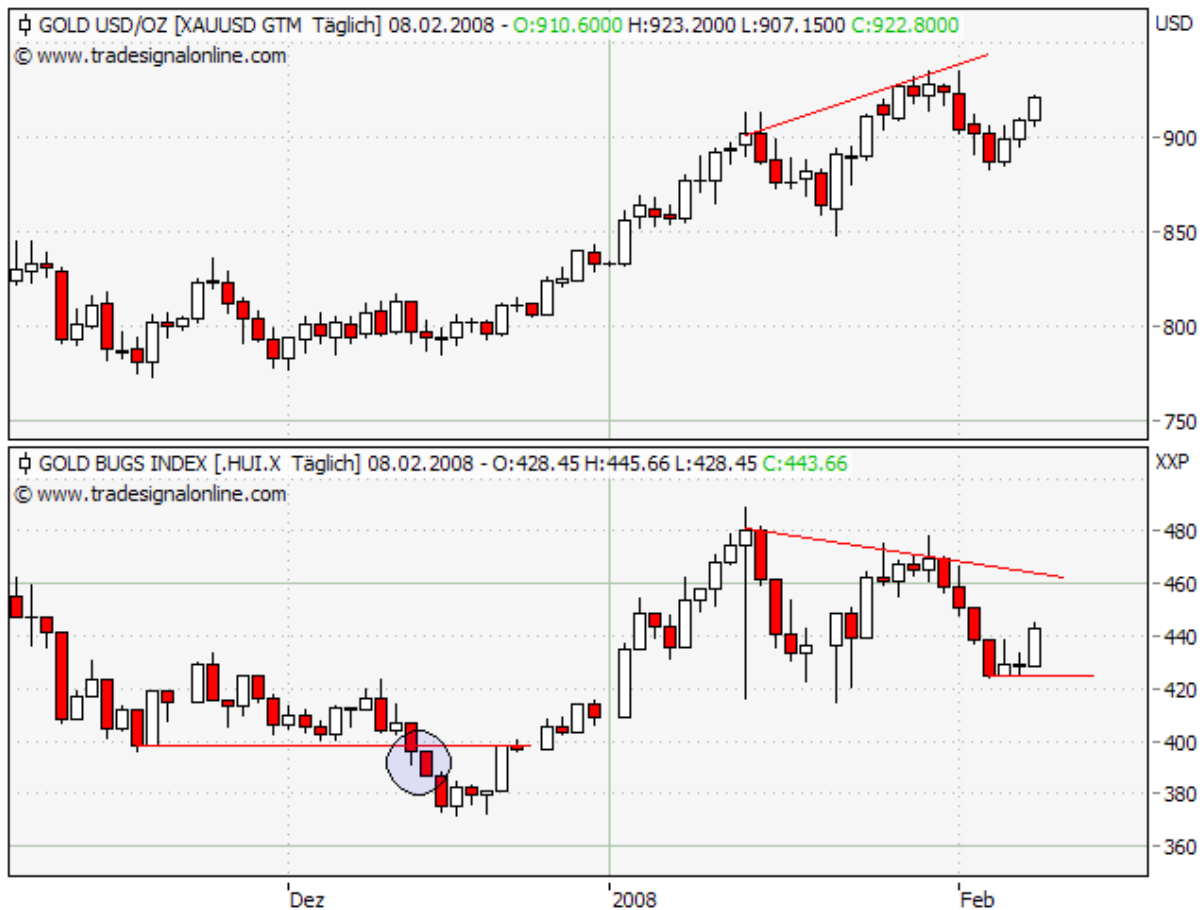 GOLD USD/OZ [XAUUSD GTM Täglich] 08.02.2008 - O:910.6000 H:923.2000 L:907.1500 C:922.8000
USD
© www.tradesignalonline.com
900
850
800
750
GOLD BUGS INDEX [.HUI.X Täglich] 08.02.2008 - O:428.45 H:445.66 L:428.45 C:443.66
XXP
© www.tradesignalonline.com
480
460
440
420
400
380
360
Dez 2008 Feb